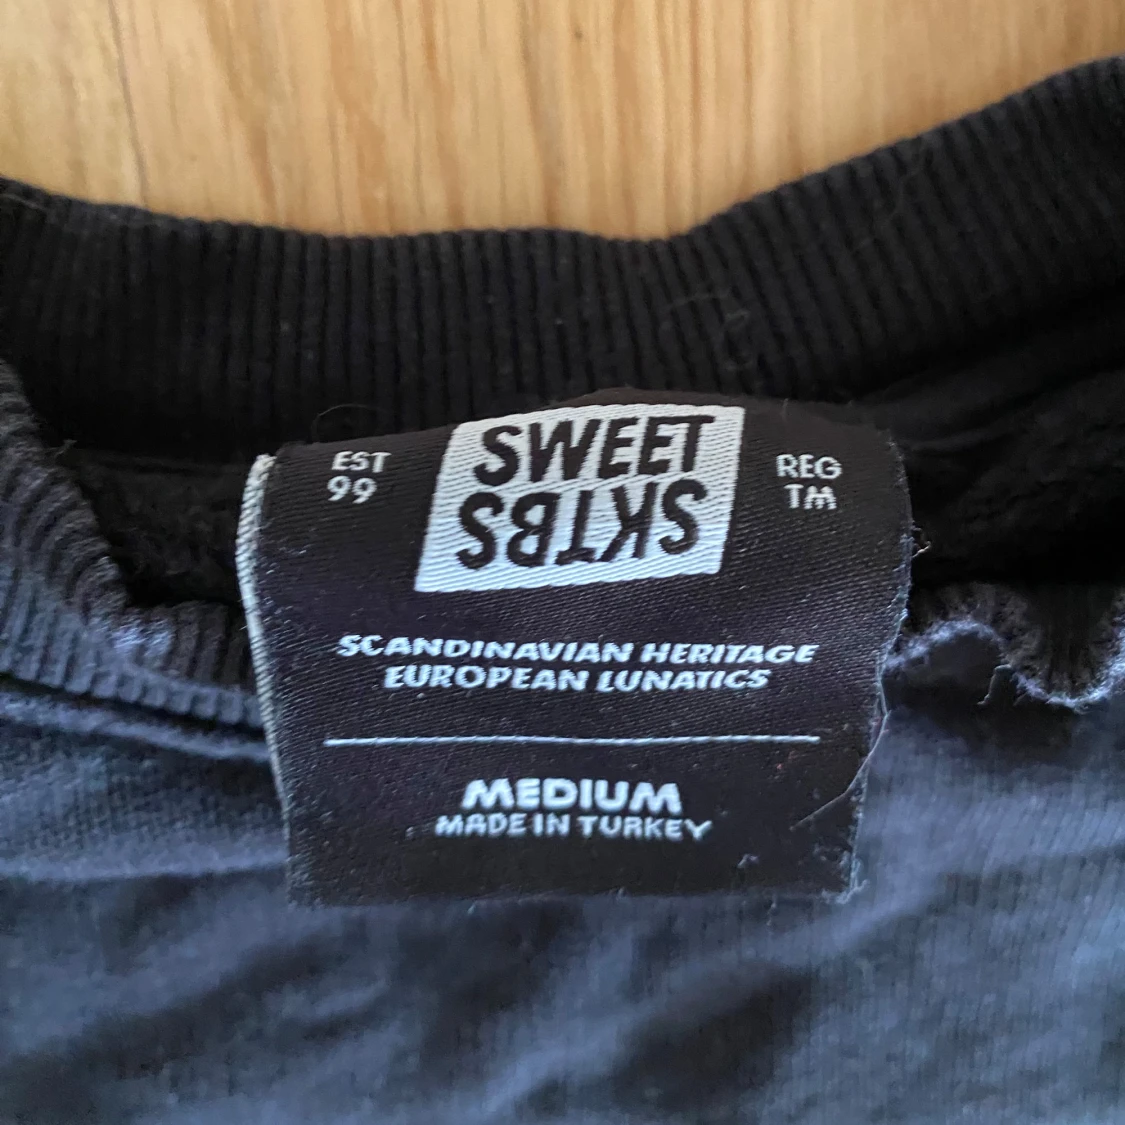 EST
99
SWEET
SKTBS
REG
TM
SCANDINAVIAN HERITAGE
EUROPEAN LUNATICS
MEDIUM
MADE IN TURKEY